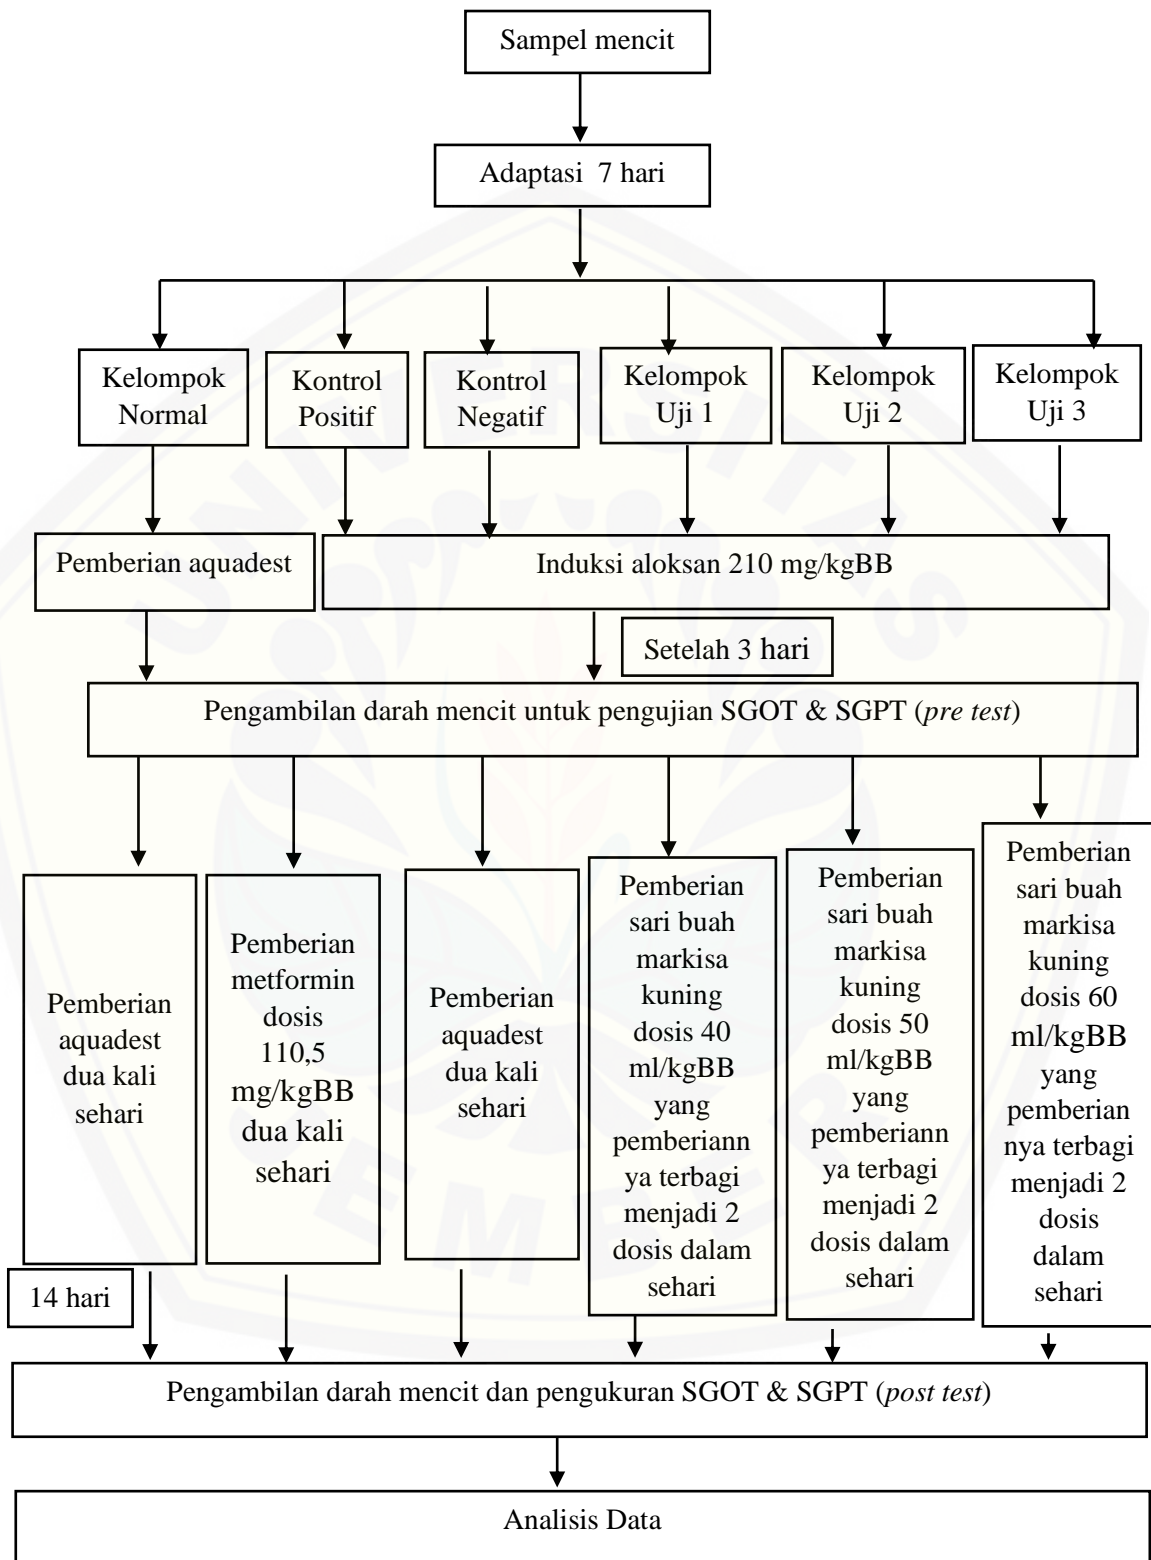 Sampel mencit
Adaptasi 7 hari
Kelompok
Normal
Kontrol
Positif
Kontrol
Negatif
Kelompok
Uji 1
Kelompok
Uji 2
Kelompok
Uji 3
Pemberian aquadest
Induksi aloksan 210 mg/kgBB
Setelah 3 hari
Pengambilan darah mencit untuk pengujian SGOT & SGPT (pre test)
Pemberian
aquadest
dua kali
sehari
Pemberian
metformin
dosis
110,5
mg/kgBB
dua kali
sehari
Pemberian
aquadest
dua kali
sehari
Pemberian
sari buah
markisa
kuning
dosis 40
ml/kgBB
yang
pemberiann
ya terbagi
menjadi 2
dosis dalam
sehari
Pemberian
sari buah
markisa
kuning
dosis 50
ml/kgBB
yang
pemberiann
ya terbagi
menjadi 2
dosis dalam
sehari
Pemberian
sari buah
markisa
kuning
dosis 60
ml/kgBB
yang
pemberian
nya terbagi
menjadi 2
dosis
dalam
sehari
14 hari
Pengambilan darah mencit dan pengukuran SGOT & SGPT (post test)
Analisis Data
UNIVERSITAS
JEMBER